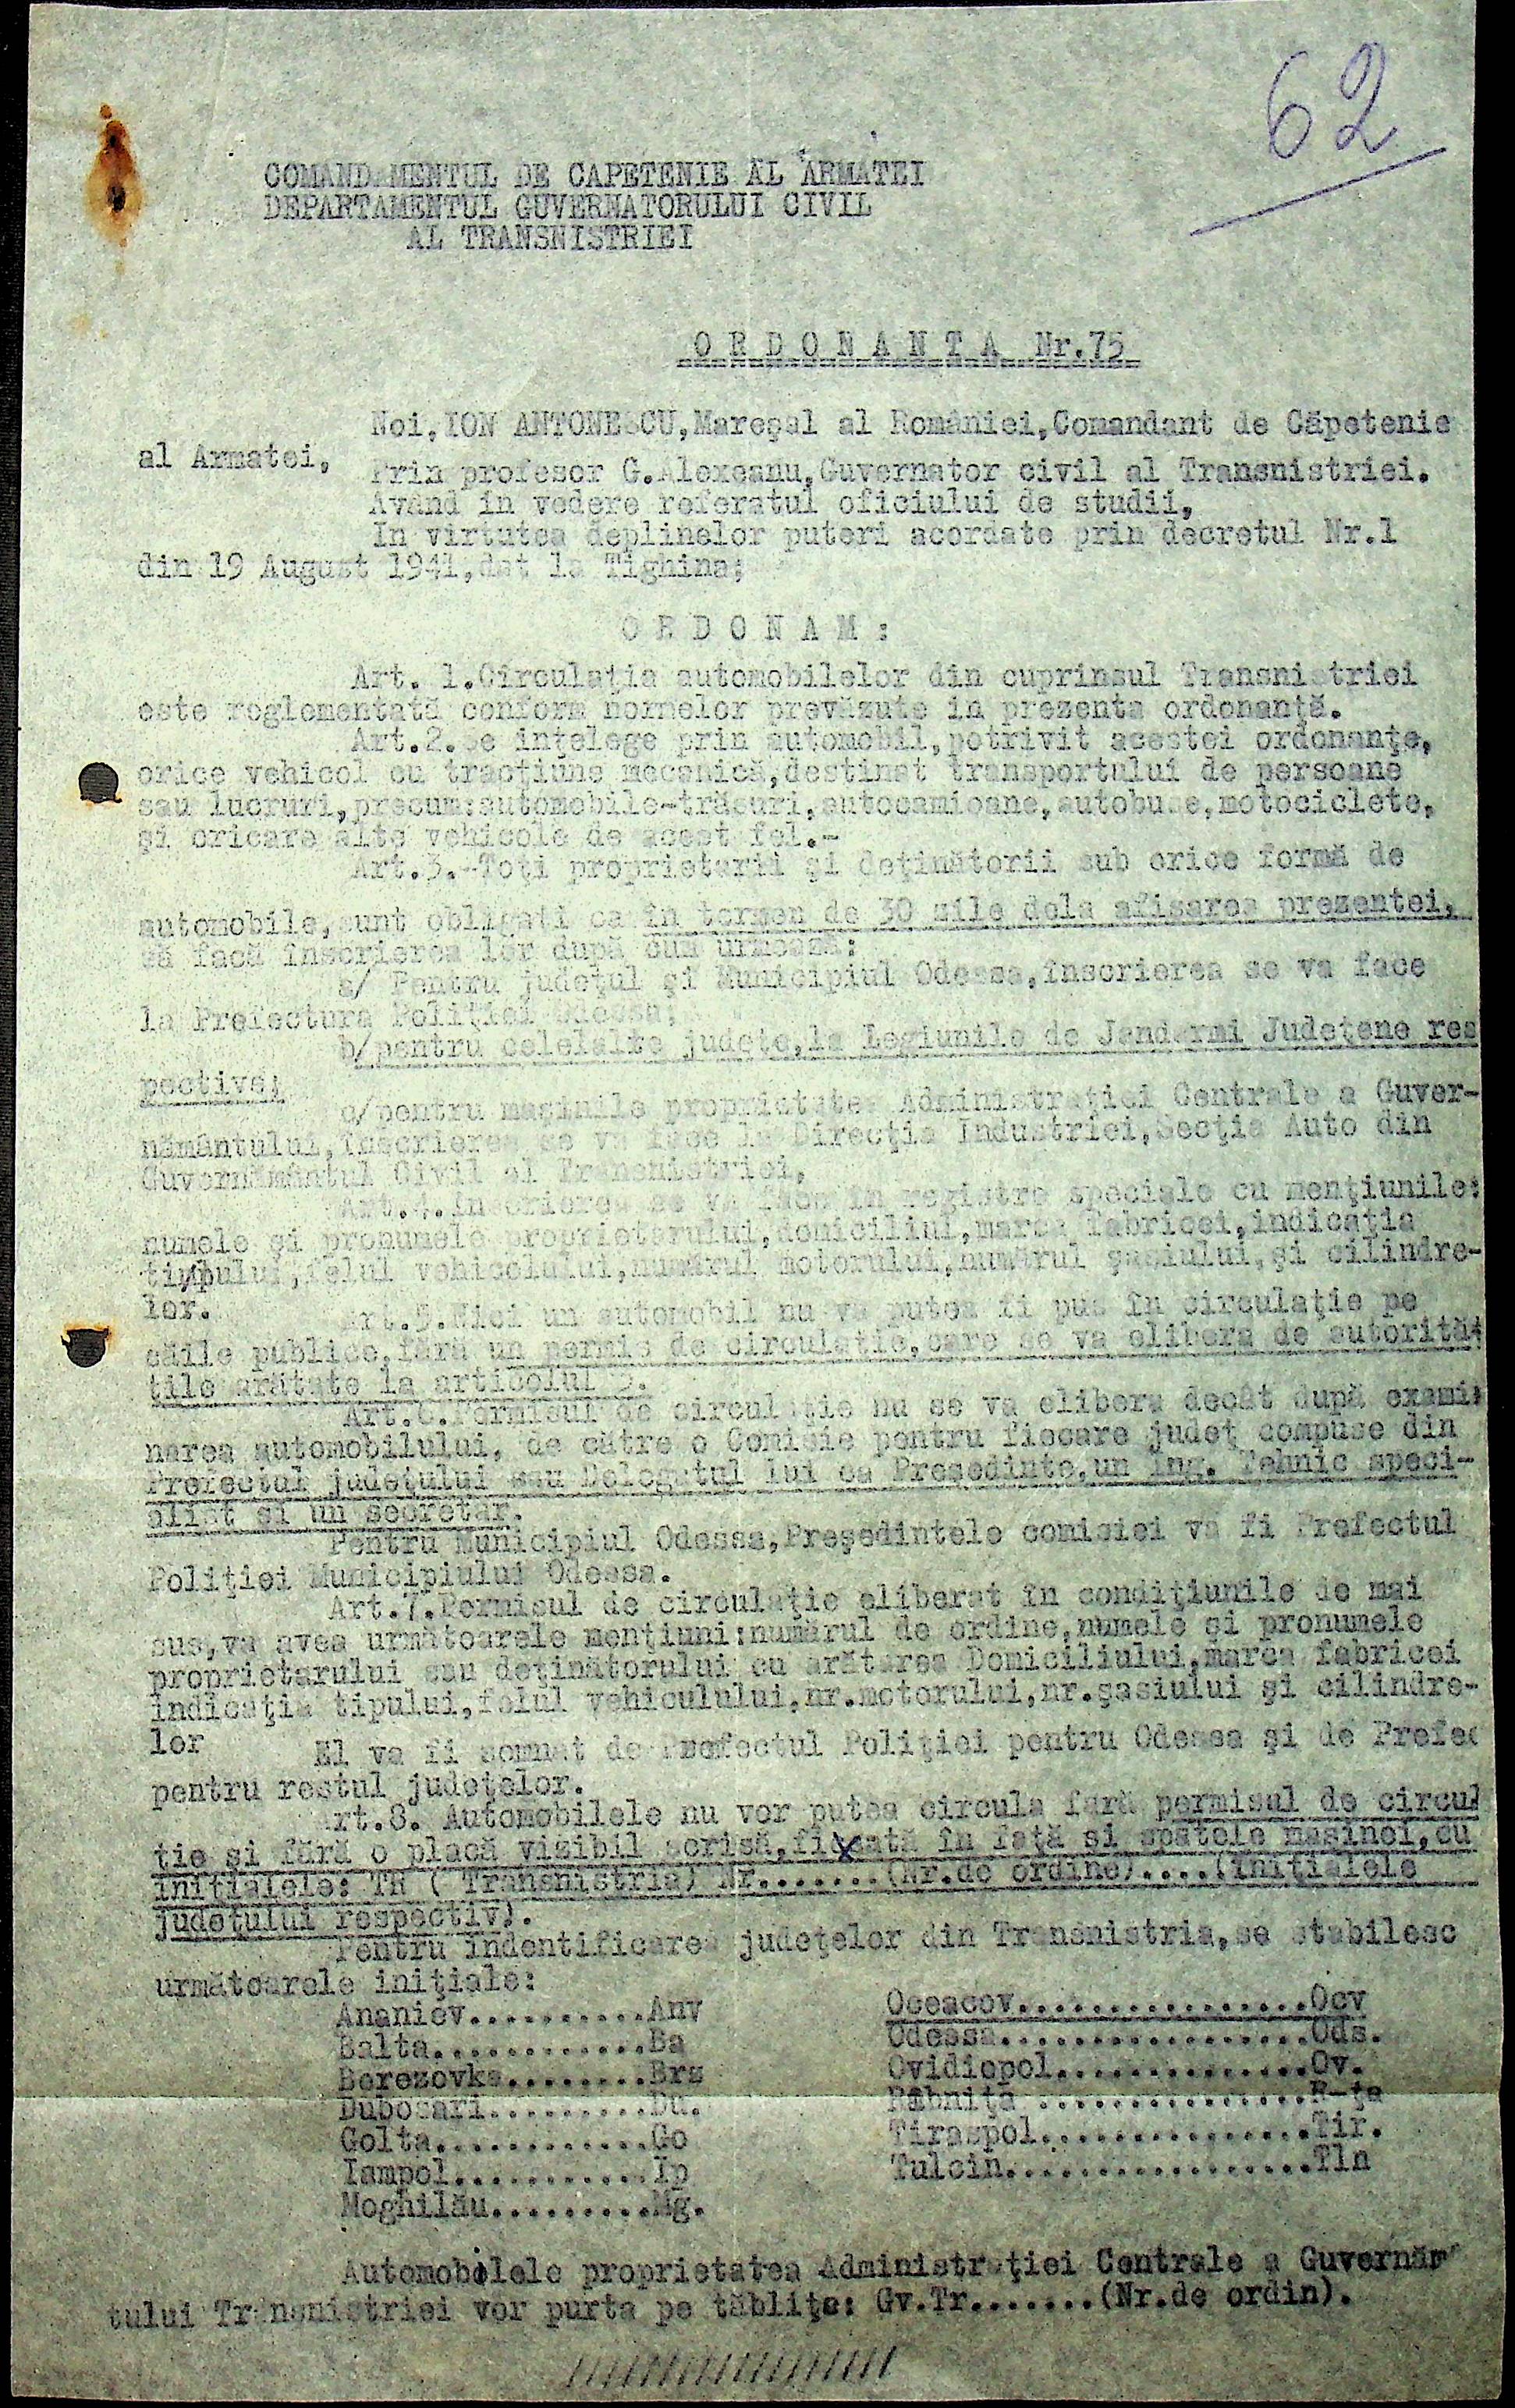 62
COMANDAMENTUL DE CAPETENIE AL ARMATEI
DEPARTAMENTUL GUVERNATORULUI CIVIL
AL TRANSNISTRIEI
O R D O N A N T A Nr.75
Noi, ION ANTONESCU, Mareşal al României, Comandant de Căpetenie
al Armatei,
Prin profesor G.Alexeanu, Guvernator civil al Transnistriei.
Având in vedere referatul oficiului de studii,
In virtutea deplinelor puteri acordate prin decretul Nr.1
din 19 August 1941, dat la Tighina;
O R D O N A M :
Art. 1.Circulaţia automobilelor din cuprinsul Transnistriei
este reglementată conform normelor prevăzute in prezenta ordonanţă.
Art.2.Se inţelege prin automobil, potrivit acestei ordonanţe,
orice vehicol cu tracţiune mecanică, destinat transportului de persoane
sau lucruri, precum: automobile-trăsuri, autocamioane, autobuse, motociclete,
şi oricare alte vehicole de acest fel.-
Art.3.-Toţi proprietarii şi deţinătorii sub orice formă de
automobile, sunt obligaţi ca în termen de 30 zile dela afişarea prezentei,
să facă înscrierea lor după cum urmează:
a/ Pentru judeţul şi Municipiul Odessa, înscrierea se va face
la Prefectura Poliţiei Odessa;
b/pentru celelalte judeţe, la Legiunile de Jandarmi Judeţene res
pective;
c/pentru maşinile proprietatea Administraţiei Centrale a Guver-
nământului, înscrierea se va face la Direcţia Industriei, Secţia Auto din
Guvernământul Civil al Transnistriei,
Art.4.Inscrierea se va face in registre speciale cu menţiunile:
numele şi pronumele proprietarului, domiciliul, marca fabricei, indicaţia
tipului, felul vehicolului, numărul motorului, numărul şasiului, şi cilindre-
lor.
Art.5.Nici un automobil nu va putea fi pus în circulaţie pe
căile publice, fără un permis de circulaţie, care se va elibera de autorităţ
ţile arătate la articolul 3.
Art.6.Permisul de circulaţie nu se va elibera decât după exami
narea automobilului, de către o Comisie pentru fiecare judeţ compuse din
Prefectul judeţului sau Delegatul lui ca Preşedinte, un Ing. Tehnic speci-
alist şi un secretar.
Pentru Municipiul Odessa, Preşedintele comisiei va fi Prefectul
Poliţiei Municipiului Odessa.
Art.7.Permisul de circulaţie eliberat în condiţiunile de mai
sus, va avea următoarele menţiuni: numărul de ordine, numele şi pronumele
proprietarului sau deţinătorului cu arătarea Domiciliului, marca fabricei
indicaţia tipului, felul vehiculului, nr.motorului, nr.şasiului şi cilindre-
lor
El va fi semnat de Prefectul Poliţiei pentru Odessa şi de Prefec
pentru restul judeţelor.
Art.8. Automobilele nu vor putea circula fară permisul de circul
ţie şi fără o placă vizibil scrisă, fixată în faţă şi spatele maşinei, cu
iniţialele: TR ( Transnistria) Nr.......(Nr.de ordine)....(iniţialele
judeţului respectiv).
Pentru indentificarea judeţelor din Transnistria, se stabilesc
următoarele iniţiale:
Ananiev..........Anv
Balta............Ba
Berezovka........Brz
Dubosari.........Du.
Golta............Go
Iampol...........Ip
Moghilău.........Mg.
Oceacov................Ocv
Odessa.................Ods.
Ovidiopol..............Ov.
Râbniţa ...............R-ţa
Tiraspol...............Tir.
Tulcin.................Tln
Automobilele proprietatea Administraţiei Centrale a Guvernăm
tului Transnistriei vor purta pe tăbliţe: Gv.Tr.......(Nr.de ordin).